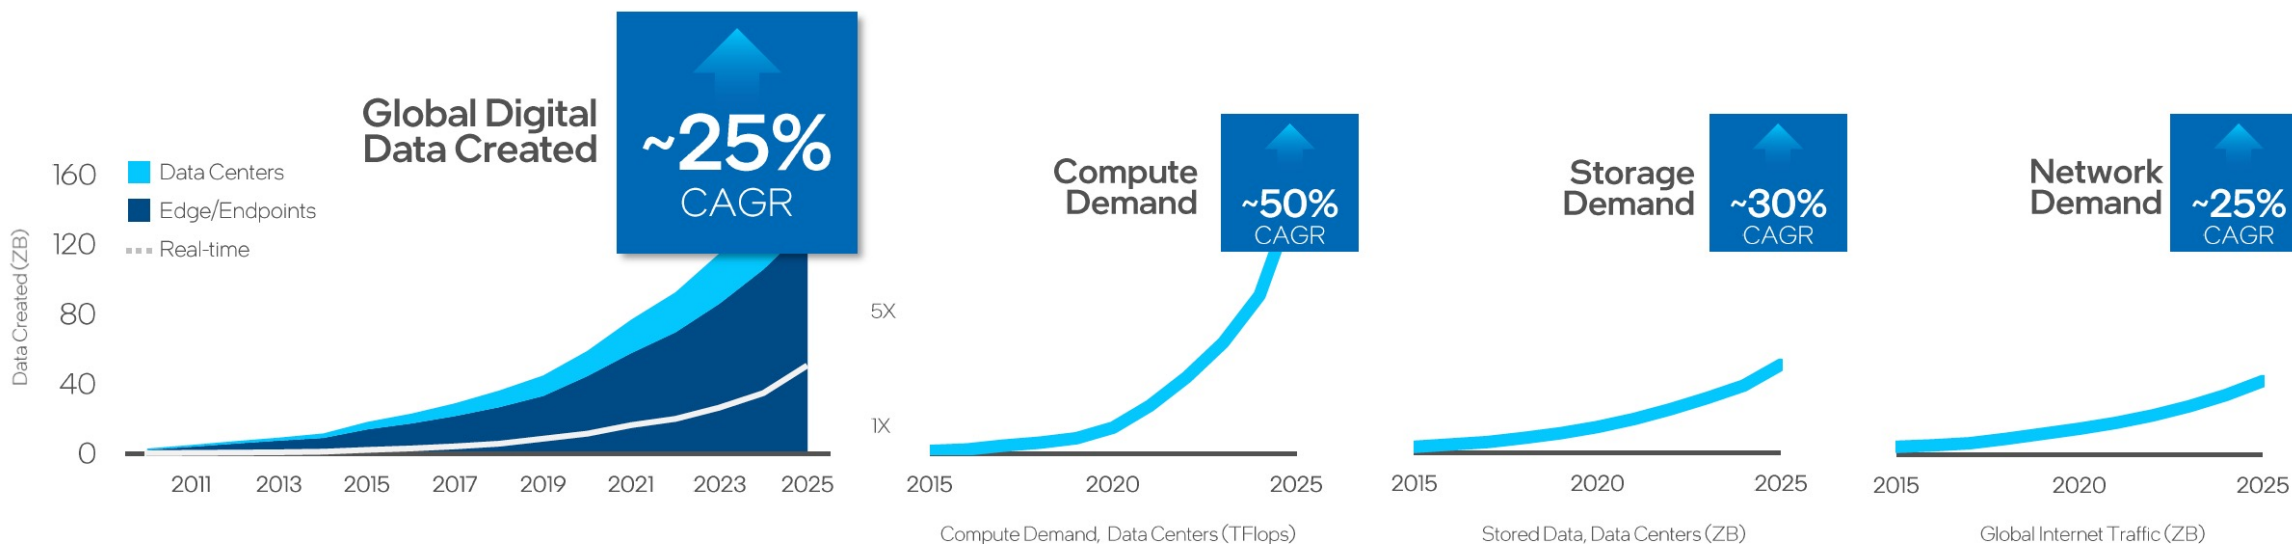 Global Digital
Data Created
~25%
CAGR
Data Created (ZB)
160
120
80
40
0
Data Centers
Edge/Endpoints
Real-time
2011 2013 2015 2017 2019 2021 2023 2025
Compute
Demand
~50%
CAGR
5X
1X
2015 2020 2025
Compute Demand, Data Centers (TFlops)
Storage
Demand
~30%
CAGR
2015 2020 2025
Stored Data, Data Centers (ZB)
Network
Demand
~25%
CAGR
2015 2020 2025
Global Internet Traffic (ZB)